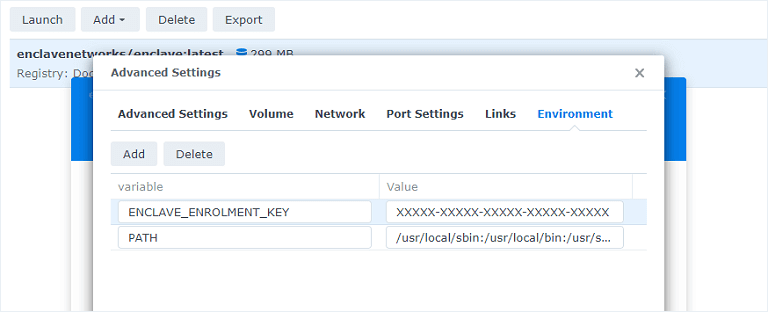 Launch Add Delete Export
enclavenetworks/enclave:latest 299 MB
Registry: Doc
Advanced Settings
Advanced Settings Volume Network Port Settings Links Environment
Add Delete
variable Value
ENCLAVE_ENROLMENT_KEY XXXXX-XXXXX-XXXXX-XXXXX-XXXXX
PATH /usr/local/sbin:/usr/local/bin:/usr/s...